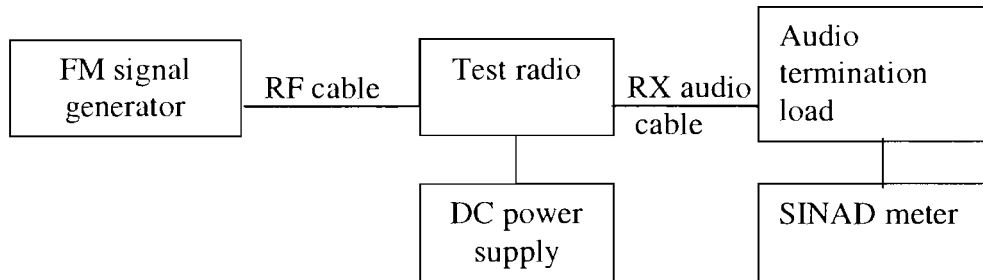 FM signal
generator
RF cable
Test radio
RX audio
cable
Audio
termination
load
DC power
supply
SINAD meter